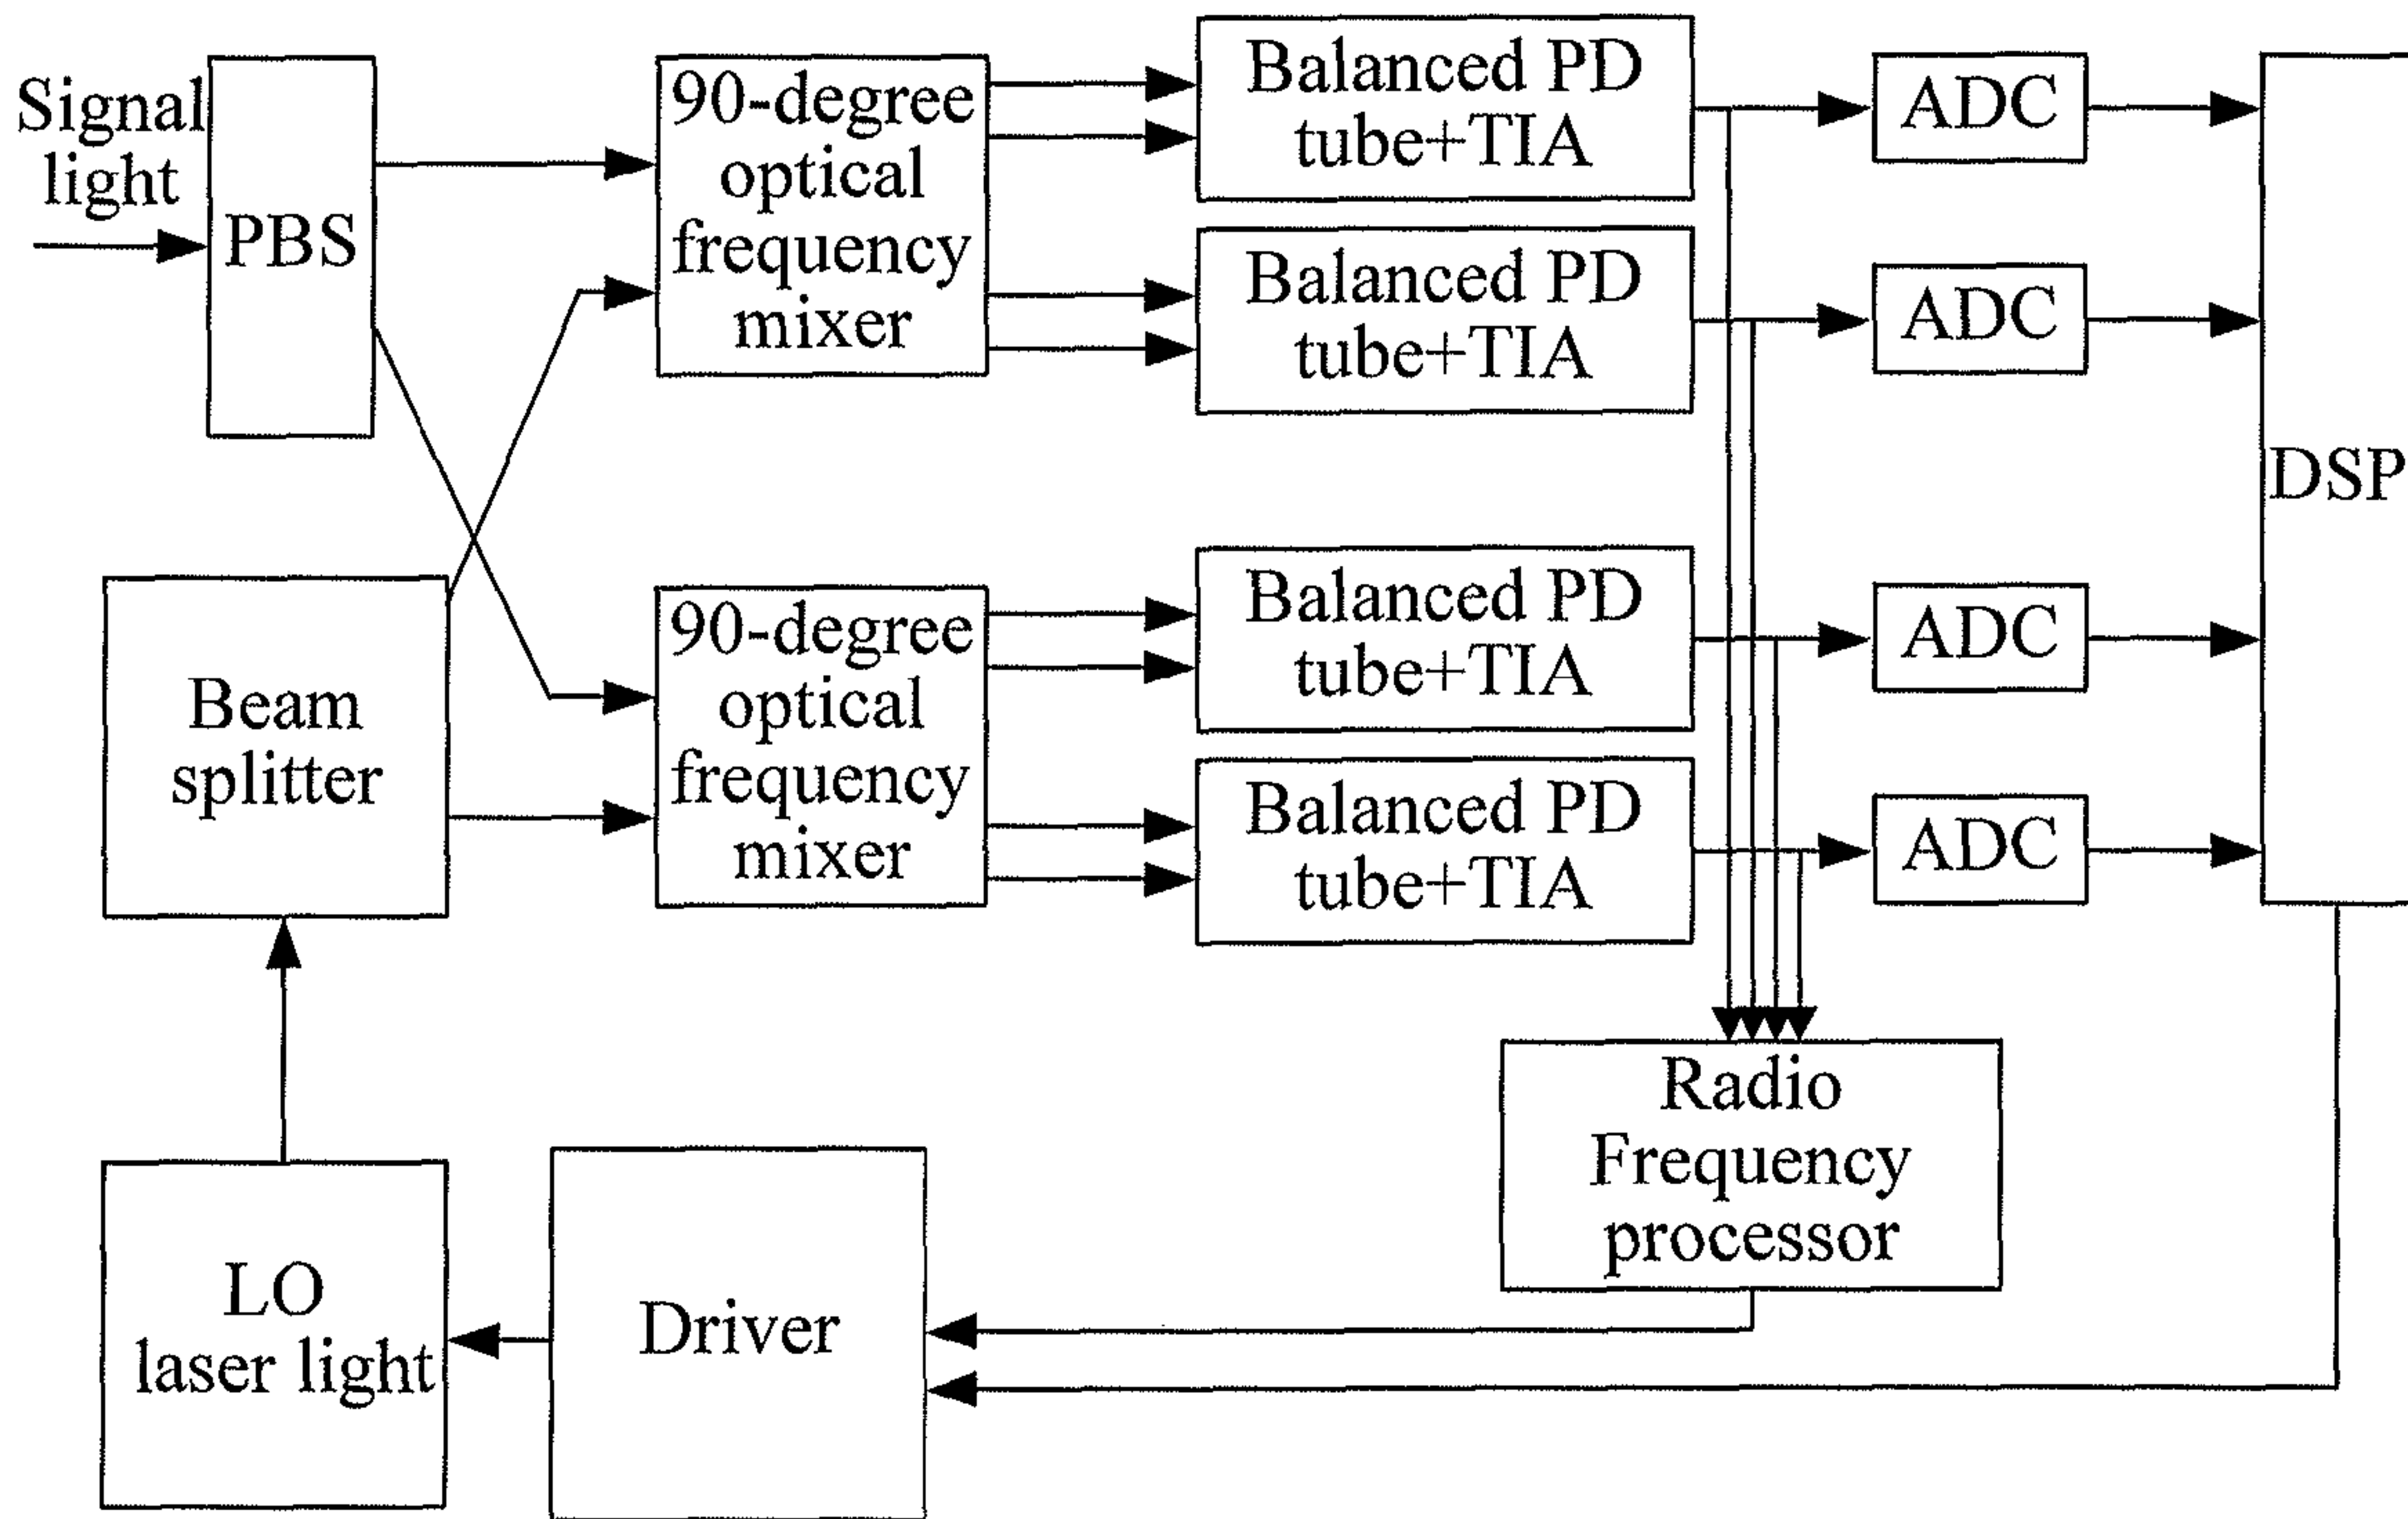 Signal
light
PBS
90-degree
optical
frequency
mixer
Balanced PD
tube+TIA
ADC
Balanced PD
tube+TIA
ADC
DSP
Beam
splitter
90-degree
optical
frequency
mixer
Balanced PD
tube+TIA
ADC
Balanced PD
tube+TIA
ADC
Radio
Frequency
processor
LO
laser light
Driver